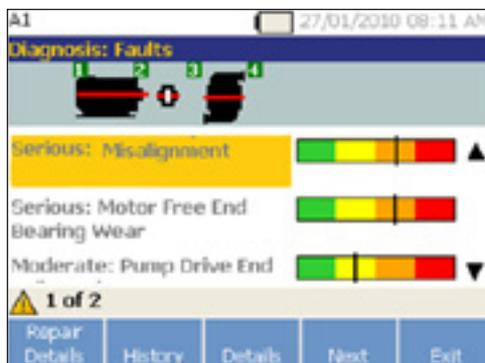 A1 27/01/2010 08:11 AM
Diagnosis: Faults
1 2 3 4
Serious: Misalignment
Serious: Motor Free End
Bearing Wear
Moderate: Pump Drive End
1 of 2
Repair
Details History Details Next Exit